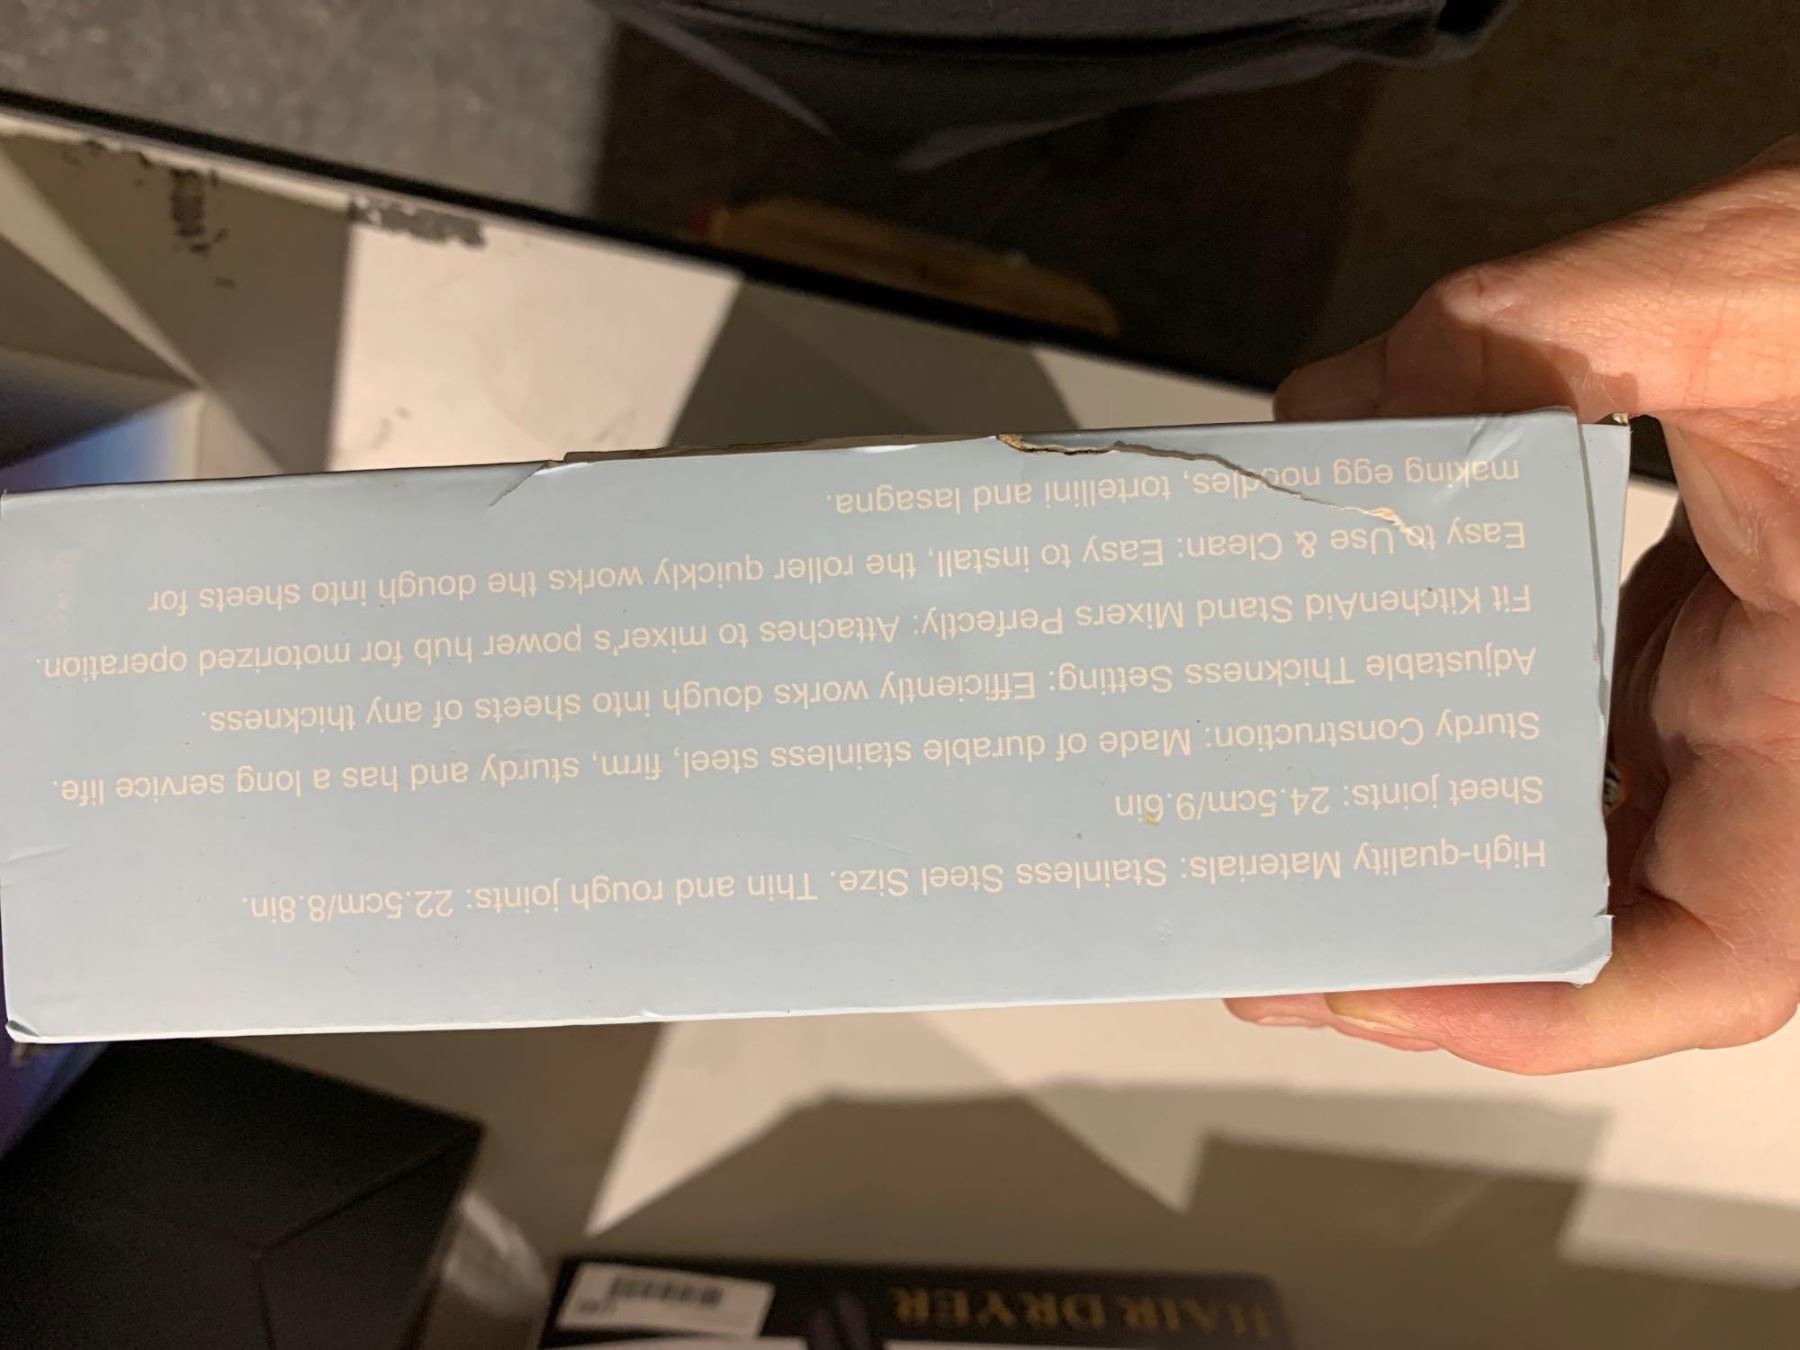 High-quality Materials: Stainless Steel Size. Thin and rough joints: 22.5cm/8.8in.
Sheet joints: 24.5cm/9.6in
Sturdy Construction: Made of durable stainless steel, firm, sturdy and has a long service life.
Adjustable Thickness Setting: Efficiently works dough into sheets of any thickness.
Fit KitchenAid Stand Mixers Perfectly: Attaches to mixer's power hub for motorized operation.
Easy to Use & Clean: Easy to install, the roller quickly works the dough into sheets for
making egg noodles, tortellini and lasagna.
HAIR DRYER